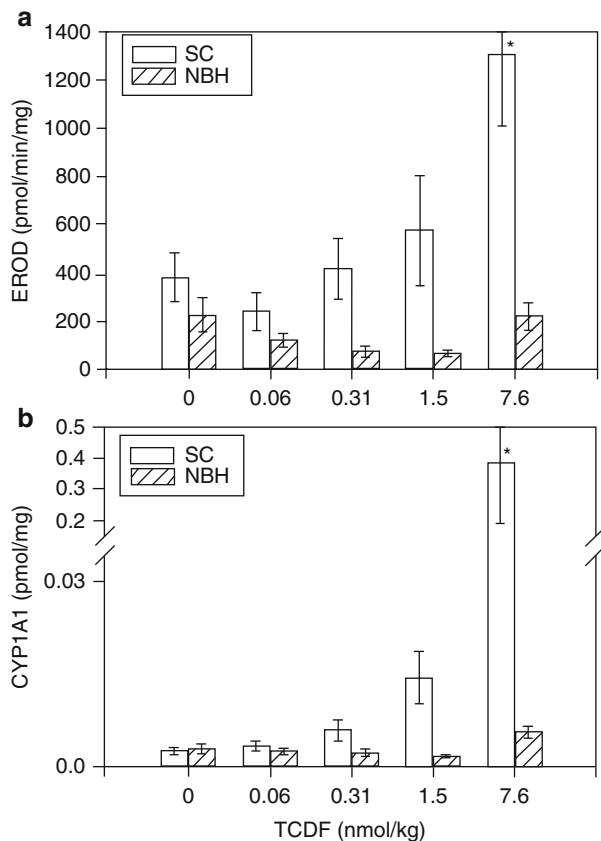 a
SC
NBH
EROD (pmol/min/mg)
1400
1200
1000
800
600
400
200
0
*
0 0.06 0.31 1.5 7.6
b
SC
NBH
CYP1A1 (pmol/mg)
0.5
0.4
0.3
0.2
0.03
0.0
*
0 0.06 0.31 1.5 7.6
TCDF (nmol/kg)